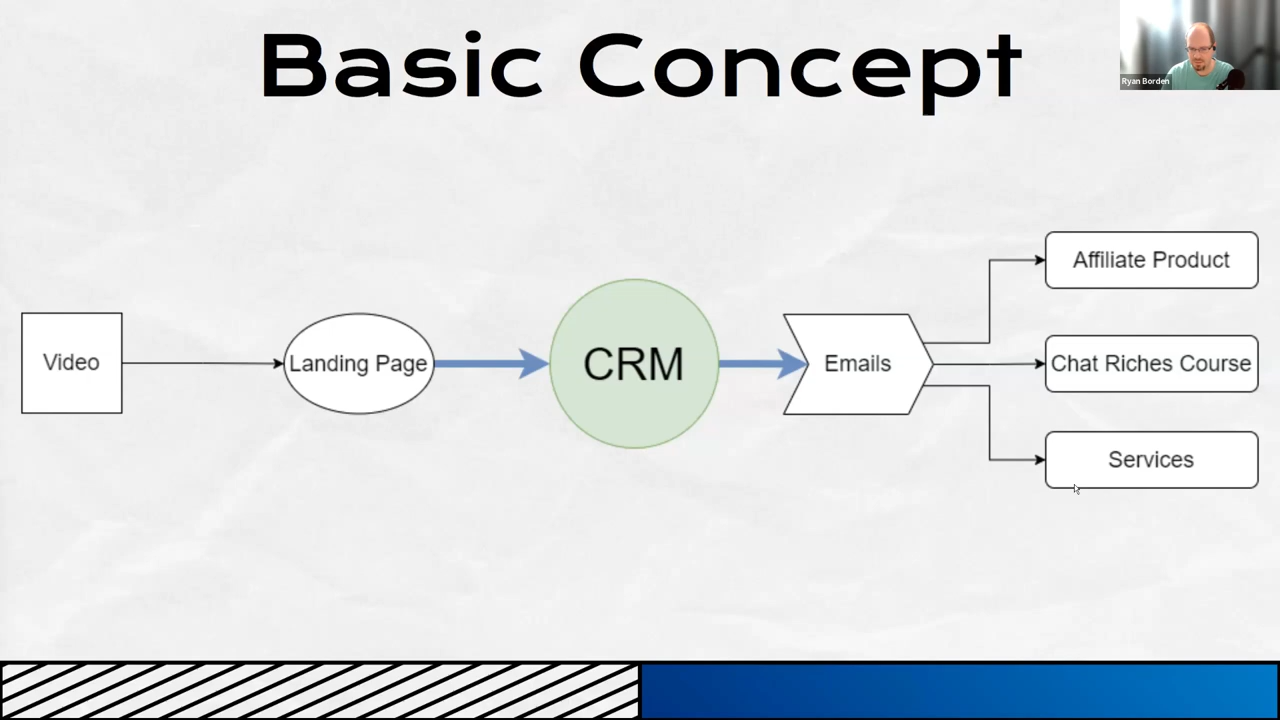 Basic Concept
Ryan Borden
Video
Landing Page
CRM
Emails
Affiliate Product
Chat Riches Course
Services